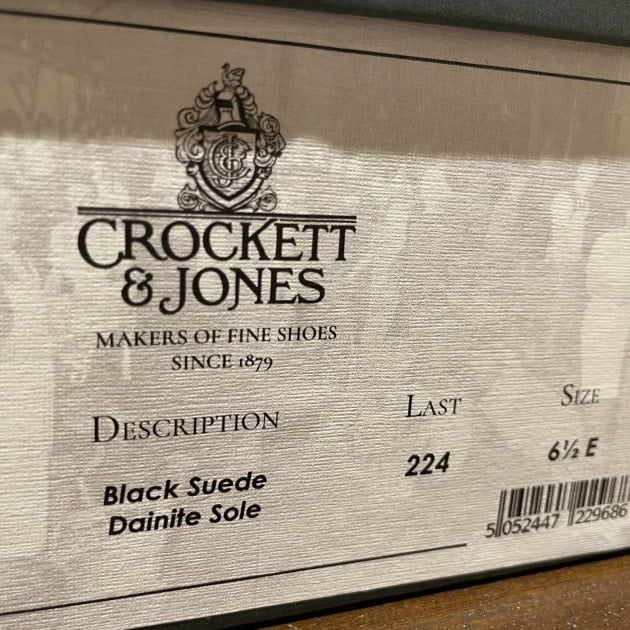 CROCKETT
& JONES
MAKERS OF FINE SHOES
SINCE 1879
DESCRIPTION LAST SIZE
Black Suede 224 6½ E
Dainite Sole
5 052447 229686